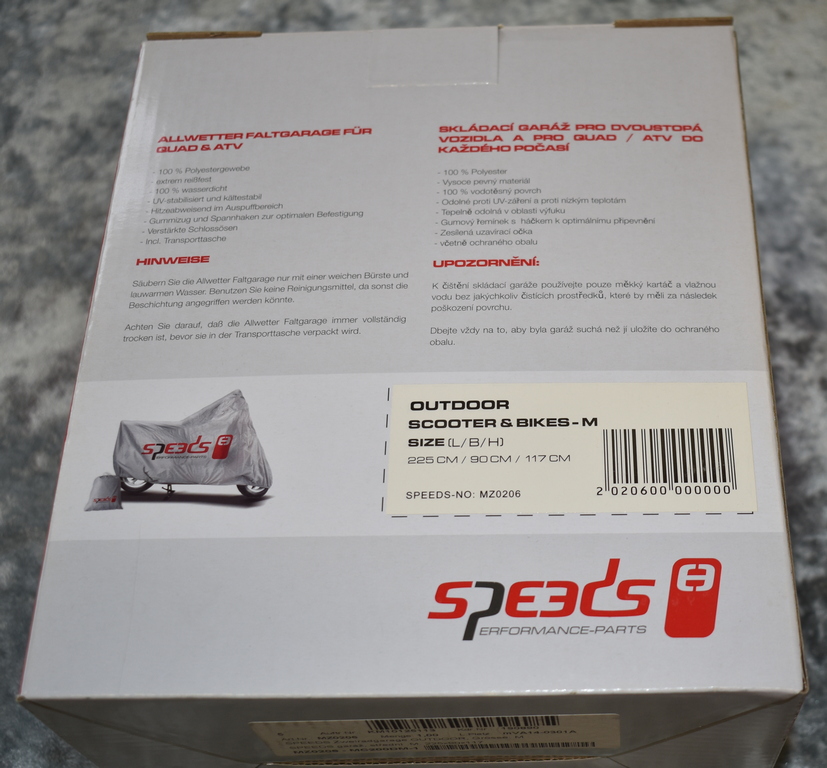 ALLWETTER FALTGARAGE FÜR
QUAD & ATV
- 100 % Polyestergewebe
- extrem reißfest
- 100 % wasserdicht
- UV-stabilisiert und kältestabil
- Hitzeabweisend im Auspuffbereich
- Gummizug und Spannhaken zur optimalen Befestigung
- Verstärkte Schlossösen
- Incl. Transporttasche
HINWEISE
Säubern Sie die Allwetter Faltgarage nur mit einer weichen Bürste und
lauwarmen Wasser. Benutzen Sie keine Reinigungsmittel, da sonst die
Beschichtung angegriffen werden könnte.
Achten Sie darauf, daß die Allwetter Faltgarage immer vollständig
trocken ist, bevor sie in der Transporttasche verpackt wird.
SKLÁDACÍ GARÁŽ PRO DVOUSTOPÁ
VOZIDLA A PRO QUAD / ATV DO
KAŽDÉHO POČASÍ
- 100 % Polyester
- Vysoce pevný materiál
- 100 % vodotěsný povrch
- Odolné proti UV-záření a proti nízkým teplotám
- Tepelně odolná v oblasti výfuku
- Gumový řemínek s háčkem k optimálnímu připevnění
- Zesílená uzavírací očka
- včetně ochraného obalu
UPOZORNĚNÍ:
K čištění skládací garáže používejte pouze měkký kartáč a vlažnou
vodu bez jakýchkoliv čisticích prostředků, které by měli za následek
poškození povrchu.
Dbejte vždy na to, aby byla garáž suchá než ji uložíte do ochraného
obalu.
SPEEDS
PERFORMANCE-PARTS
OUTDOOR
SCOOTER & BIKES - M
SIZE (L/B/H)
225 CM / 90 CM / 117 CM
SPEEDS-NO: MZ0206
2 020600 000000
SPEEDS
PERFORMANCE-PARTS
MZ0206